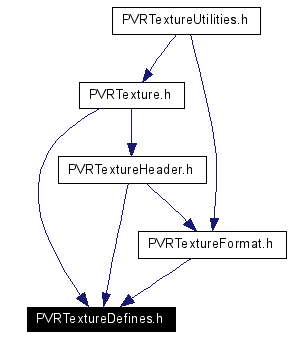 PVRTextureUtilities.h
PVRTexture.h
PVRTextureHeader.h
PVRTextureFormat.h
PVRTextureDefines.h